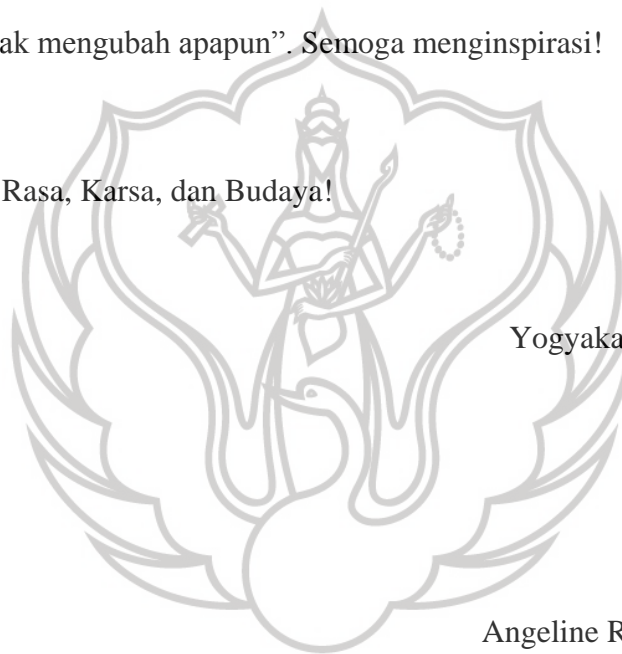 ak mengubah apapun”. Semoga menginspirasi!
Rasa, Karsa, dan Budaya!
Yogyaka
Angeline R